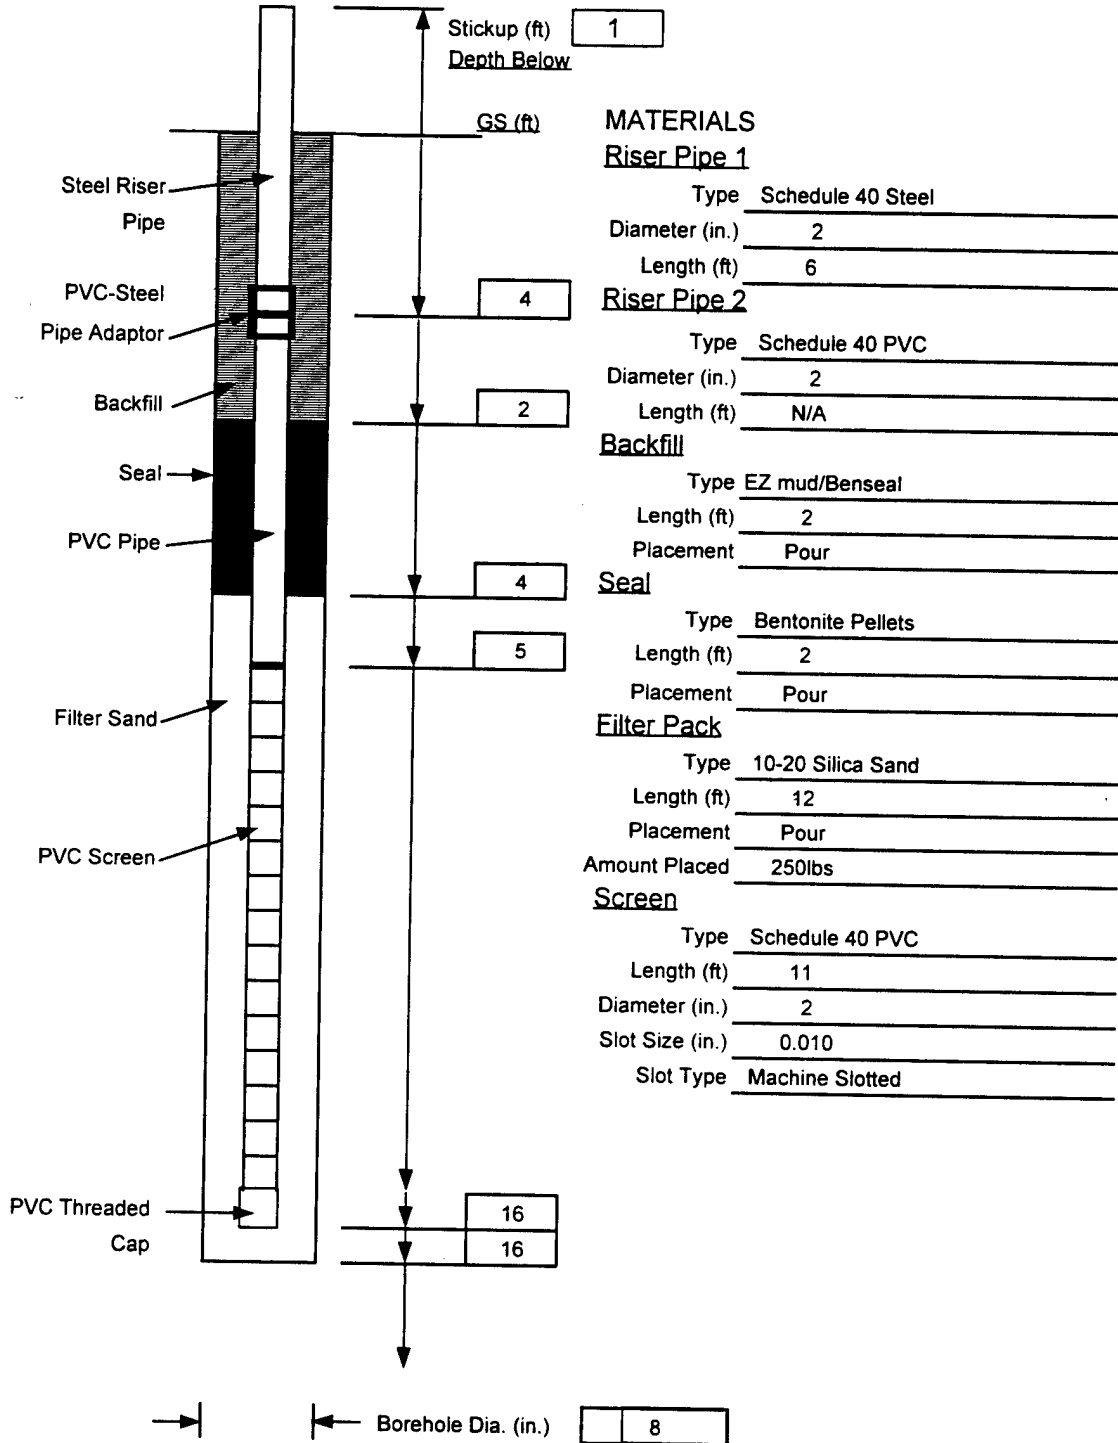 Stickup (ft) 1
Depth Below
GS (ft)
MATERIALS
Riser Pipe 1
Steel Riser
Pipe
Type Schedule 40 Steel
Diameter (in.) 2
Length (ft) 6
PVC-Steel
Pipe Adaptor
4
Riser Pipe 2
Type Schedule 40 PVC
Diameter (in.) 2
Length (ft) N/A
Backfill
2
Backfill
Type EZ mud/Benseal
Length (ft) 2
Placement Pour
Seal
PVC Pipe
4
Seal
Type Bentonite Pellets
Length (ft) 2
Placement Pour
5
Filter Sand
Filter Pack
Type 10-20 Silica Sand
Length (ft) 12
Placement Pour
Amount Placed 250lbs
PVC Screen
Screen
Type Schedule 40 PVC
Length (ft) 11
Diameter (in.) 2
Slot Size (in.) 0.010
Slot Type Machine Slotted
PVC Threaded
Cap
16
16
Borehole Dia. (in.) 8